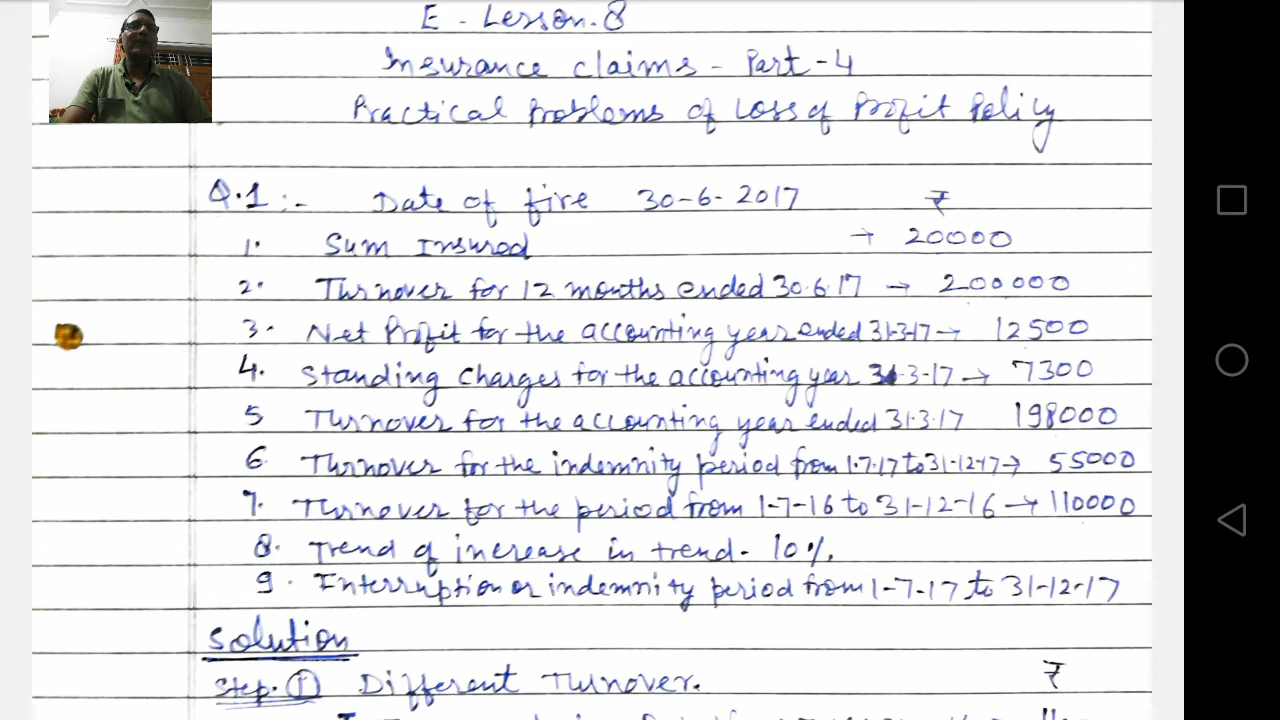 E - Lesson.8
Insurance claims - Part - 4
Practical Problems of Loss of Profit Policy
Q.1 :- Date of fire 30-6-2017 ₹
1. Sum Insured → 20000
2. Turnover for 12 months ended 30.6.17 → 200000
3. Net Profit for the accounting year ended 31-3-17 → 12500
4. Standing charges for the accounting year 31-3-17 → 7300
5 Turnover for the accounting year ended 31.3.17 198000
6 Turnover for the indemnity period from 1-7-17 to 31-12-17 → 55000
7. Turnover for the period from 1-7-16 to 31-12-16 → 110000
8. Trend of increase in trend - 10%.
9. Interruption or indemnity period from 1-7-17 to 31-12-17
Solution
Step. (1) Different Turnover. ₹